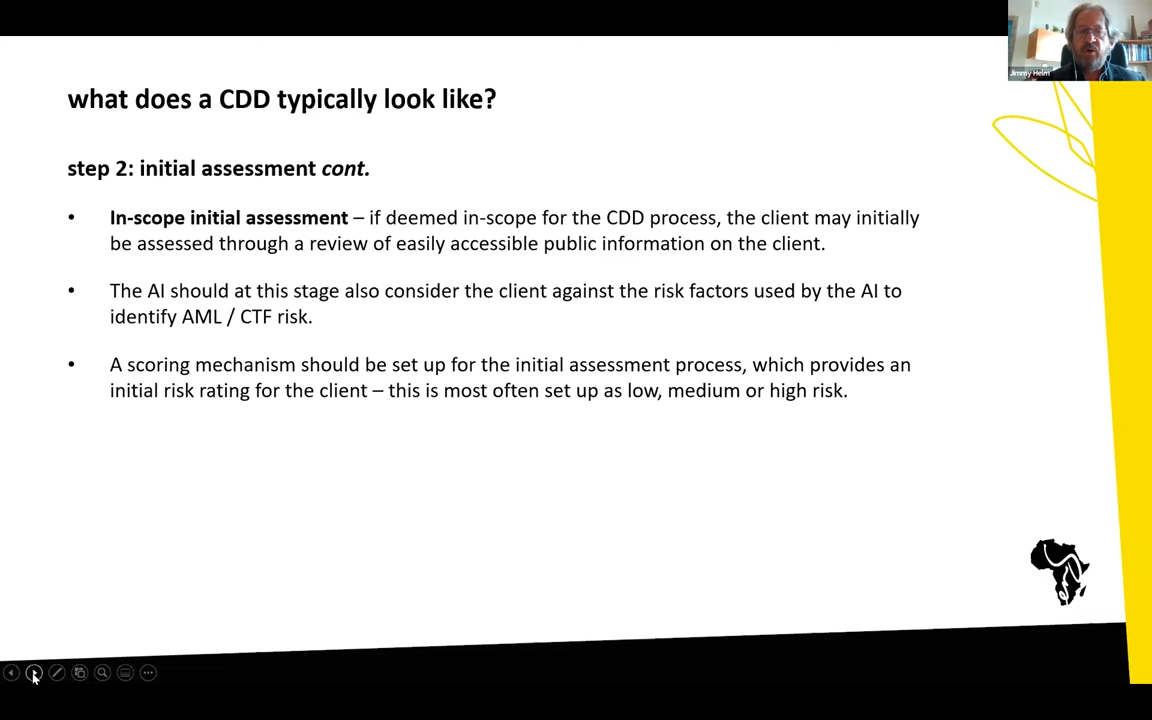 Jimmy Heim
what does a CDD typically look like?
step 2: initial assessment cont.
• In-scope initial assessment – if deemed in-scope for the CDD process, the client may initially
be assessed through a review of easily accessible public information on the client.
• The AI should at this stage also consider the client against the risk factors used by the AI to
identify AML / CTF risk.
• A scoring mechanism should be set up for the initial assessment process, which provides an
initial risk rating for the client – this is most often set up as low, medium or high risk.